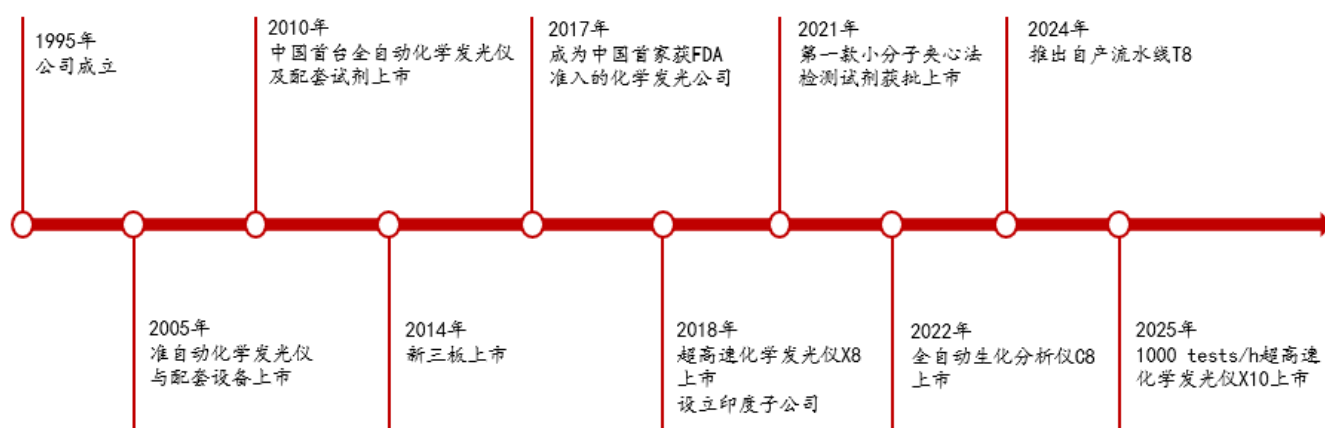 1995年
公司成立
2010年
中国首台全自动化学发光仪
及配套试剂上市
2017年
成为中国首家获FDA
准入的化学发光公司
2021年
第一款小分子夹心法
检测试剂获批上市
2024年
推出自产流水线T8
2005年
准自动化学发光仪
与配套设备上市
2014年
新三板上市
2018年
超高速化学发光仪X8
上市
设立印度子公司
2022年
全自动生化分析仪C8
上市
2025年
1000 tests/h超高速
化学发光仪X10上市